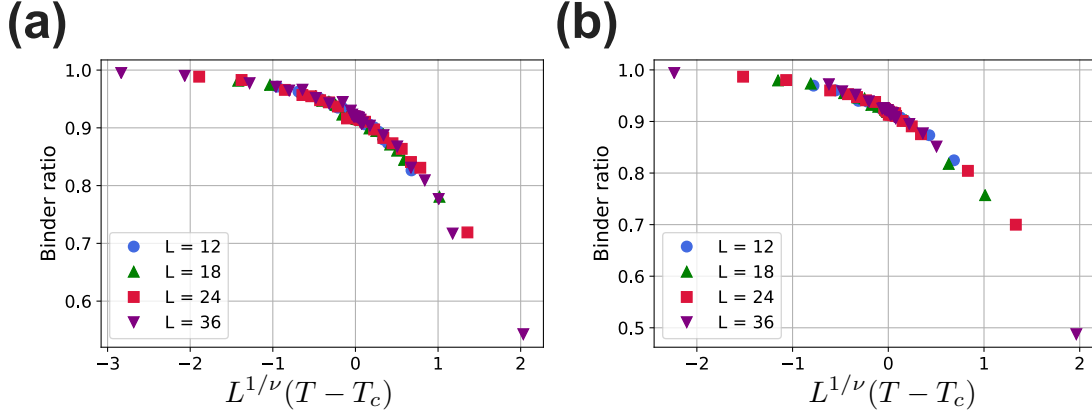 (a)
Binder ratio
1.0
0.9
0.8
0.7
0.6
L = 12
L = 18
L = 24
L = 36
−3 −2 −1 0 1 2
L^{1/ν}(T − T_c)
(b)
Binder ratio
1.0
0.9
0.8
0.7
0.6
0.5
L = 12
L = 18
L = 24
L = 36
−2 −1 0 1 2
L^{1/ν}(T − T_c)